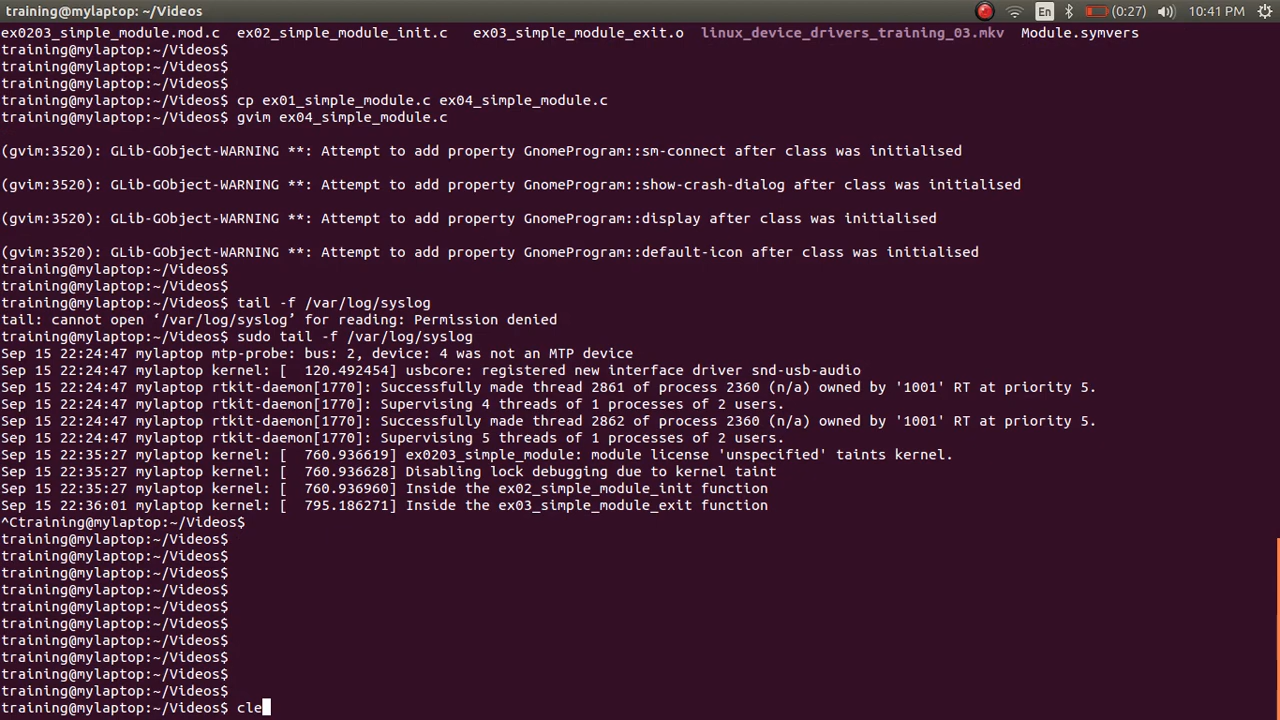 training@mylaptop: ~/Videos
En (0:27) 10:41 PM
ex0203_simple_module.mod.c ex02_simple_module_init.c ex03_simple_module_exit.o linux_device_drivers_training_03.mkv Module.symvers
training@mylaptop:~/Videos$
training@mylaptop:~/Videos$
training@mylaptop:~/Videos$
training@mylaptop:~/Videos$ cp ex01_simple_module.c ex04_simple_module.c
training@mylaptop:~/Videos$ gvim ex04_simple_module.c
(gvim:3520): GLib-GObject-WARNING **: Attempt to add property GnomeProgram::sm-connect after class was initialised
(gvim:3520): GLib-GObject-WARNING **: Attempt to add property GnomeProgram::show-crash-dialog after class was initialised
(gvim:3520): GLib-GObject-WARNING **: Attempt to add property GnomeProgram::display after class was initialised
(gvim:3520): GLib-GObject-WARNING **: Attempt to add property GnomeProgram::default-icon after class was initialised
training@mylaptop:~/Videos$
training@mylaptop:~/Videos$
training@mylaptop:~/Videos$ tail -f /var/log/syslog
tail: cannot open ‘/var/log/syslog’ for reading: Permission denied
training@mylaptop:~/Videos$ sudo tail -f /var/log/syslog
Sep 15 22:24:47 mylaptop mtp-probe: bus: 2, device: 4 was not an MTP device
Sep 15 22:24:47 mylaptop kernel: [  120.492454] usbcore: registered new interface driver snd-usb-audio
Sep 15 22:24:47 mylaptop rtkit-daemon[1770]: Successfully made thread 2861 of process 2360 (n/a) owned by '1001' RT at priority 5.
Sep 15 22:24:47 mylaptop rtkit-daemon[1770]: Supervising 4 threads of 1 processes of 2 users.
Sep 15 22:24:47 mylaptop rtkit-daemon[1770]: Successfully made thread 2862 of process 2360 (n/a) owned by '1001' RT at priority 5.
Sep 15 22:24:47 mylaptop rtkit-daemon[1770]: Supervising 5 threads of 1 processes of 2 users.
Sep 15 22:35:27 mylaptop kernel: [  760.936619] ex0203_simple_module: module license 'unspecified' taints kernel.
Sep 15 22:35:27 mylaptop kernel: [  760.936628] Disabling lock debugging due to kernel taint
Sep 15 22:35:27 mylaptop kernel: [  760.936960] Inside the ex02_simple_module_init function
Sep 15 22:36:01 mylaptop kernel: [  795.186271] Inside the ex03_simple_module_exit function
^Ctraining@mylaptop:~/Videos$
training@mylaptop:~/Videos$
training@mylaptop:~/Videos$
training@mylaptop:~/Videos$
training@mylaptop:~/Videos$
training@mylaptop:~/Videos$
training@mylaptop:~/Videos$
training@mylaptop:~/Videos$
training@mylaptop:~/Videos$
training@mylaptop:~/Videos$
training@mylaptop:~/Videos$
training@mylaptop:~/Videos$ cle